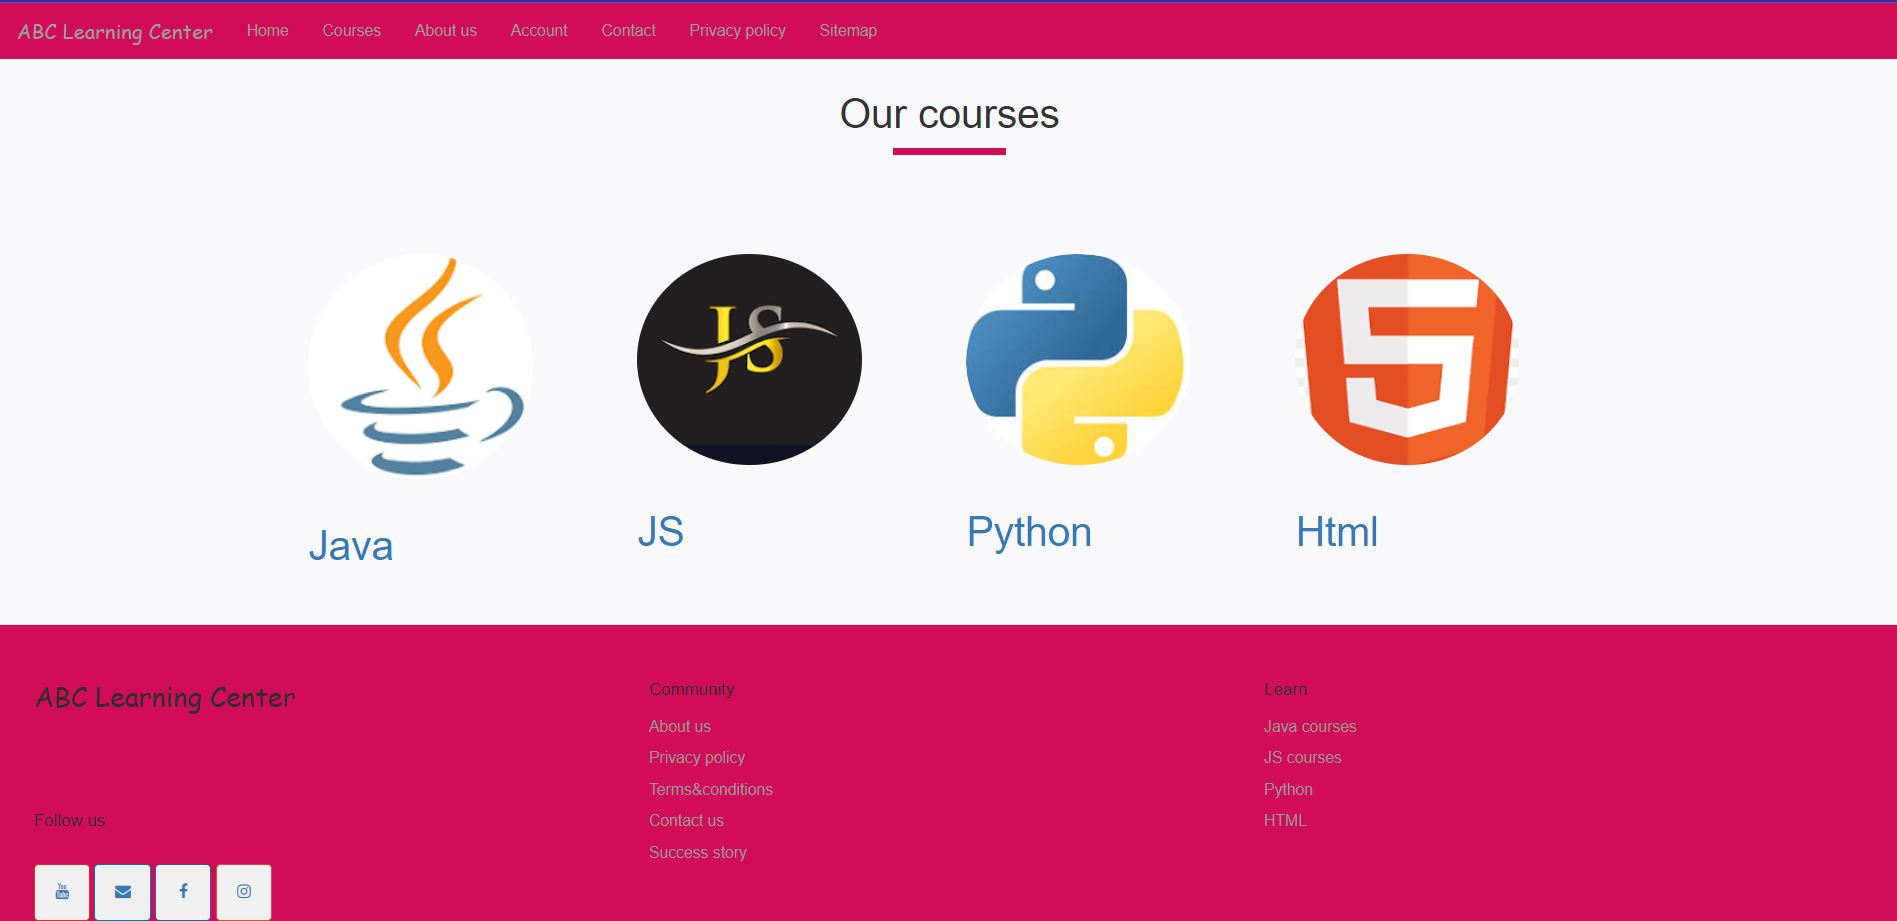 ABC Learning Center Home Courses About us Account Contact Privacy policy Sitemap
Our courses
JS
Java
JS
Python
Html
ABC Learning Center
Follow us
You
Tube
Community
About us
Privacy policy
Terms&conditions
Contact us
Success story
Learn
Java courses
JS courses
Python
HTML